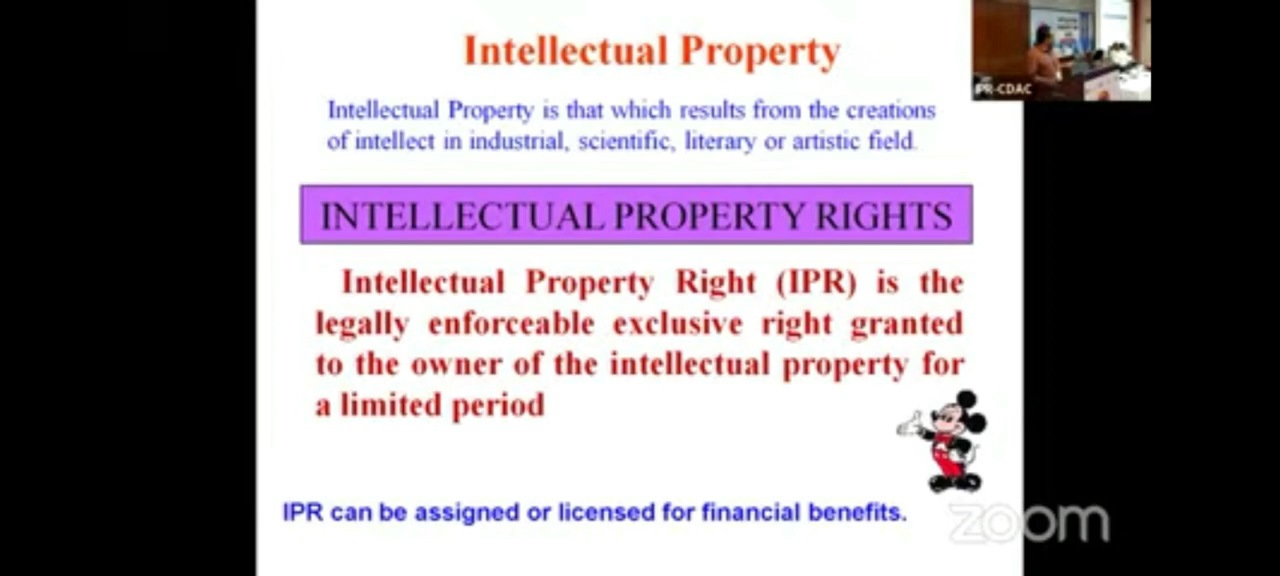 Intellectual Property
IPR-CDAC
Intellectual Property is that which results from the creations
of intellect in industrial, scientific, literary or artistic field.
INTELLECTUAL PROPERTY RIGHTS
Intellectual Property Right (IPR) is the
legally enforceable exclusive right granted
to the owner of the intellectual property for
a limited period
IPR can be assigned or licensed for financial benefits.
zoom